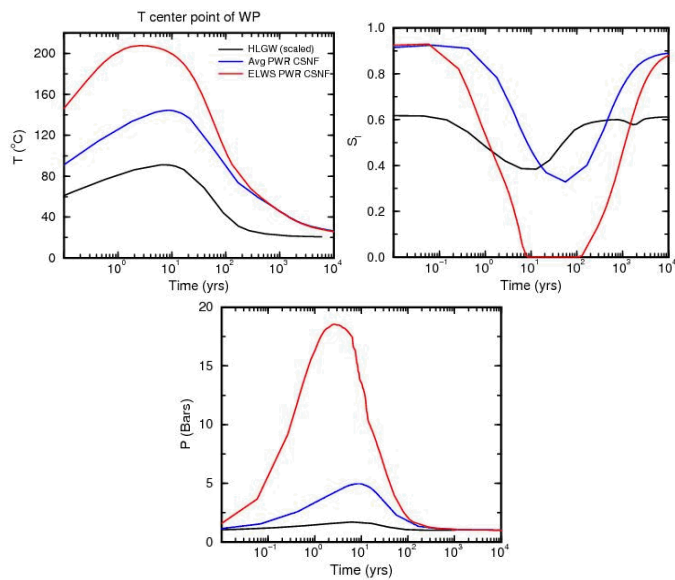 T center point of WP
HLGW (scaled)
Avg PWR CSNF
ELWS PWR CSNF
T (°C)
200
160
120
80
40
0
10⁰ 10¹ 10² 10³ 10⁴
Time (yrs)
Sₗ
1.0
0.8
0.6
0.4
0.2
0.0
10⁻¹ 10⁰ 10¹ 10² 10³ 10⁴
Time (yrs)
P (Bars)
20
15
10
5
0
10⁻¹ 10⁰ 10¹ 10² 10³ 10⁴
Time (yrs)